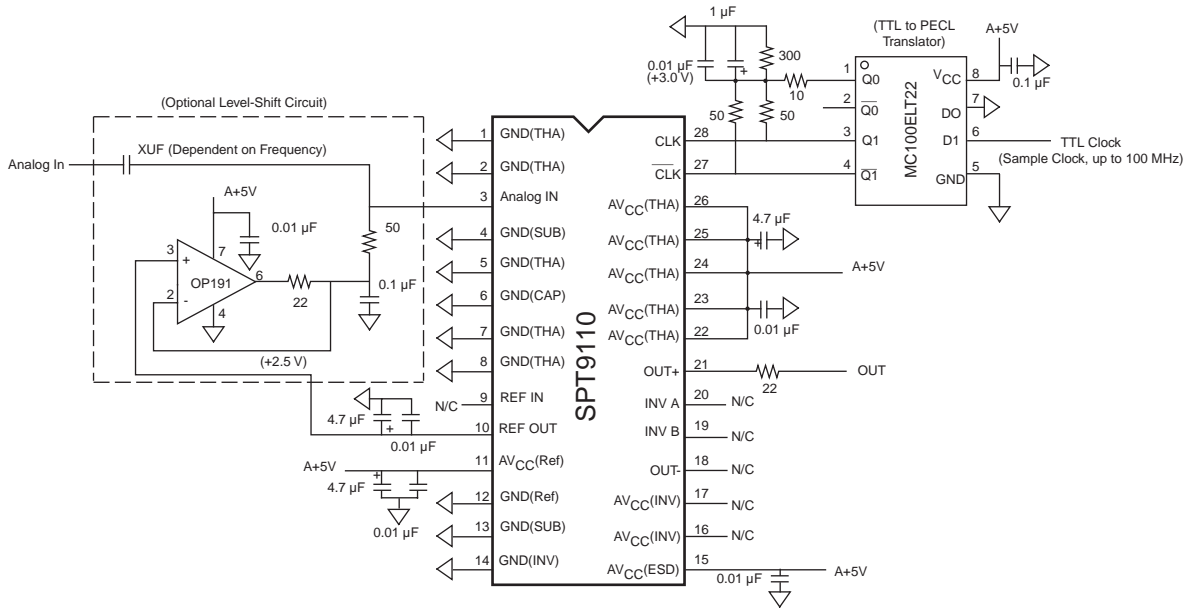 1 µF
(TTL to PECL
Translator)
A+5V
300
0.01 µF
(+3.0 V)
+
10
1
Q0
VCC
8
0.1 µF
50
50
2
Q0
DO
7
MC100ELT22
3
Q1
D1
6
TTL Clock
(Sample Clock, up to 100 MHz)
4
Q1
GND
5
(Optional Level-Shift Circuit)
Analog In
XUF (Dependent on Frequency)
A+5V
0.01 µF
50
3
+
7
OP191
6
2
-
4
22
0.1 µF
(+2.5 V)
N/C
4.7 µF
+
0.01 µF
A+5V
+
4.7 µF
0.01 µF
SPT9110
1
GND(THA)
2
GND(THA)
3
Analog IN
4
GND(SUB)
5
GND(THA)
6
GND(CAP)
7
GND(THA)
8
GND(THA)
9
REF IN
10
REF OUT
11
AVCC(Ref)
12
GND(Ref)
13
GND(SUB)
14
GND(INV)
CLK
28
CLK
27
AVCC(THA)
26
4.7 µF
+
AVCC(THA)
25
AVCC(THA)
24
A+5V
AVCC(THA)
23
0.01 µF
AVCC(THA)
22
OUT+
21
22
OUT
INV A
20
N/C
INV B
19
N/C
OUT-
18
N/C
AVCC(INV)
17
N/C
AVCC(INV)
16
N/C
AVCC(ESD)
15
0.01 µF
A+5V